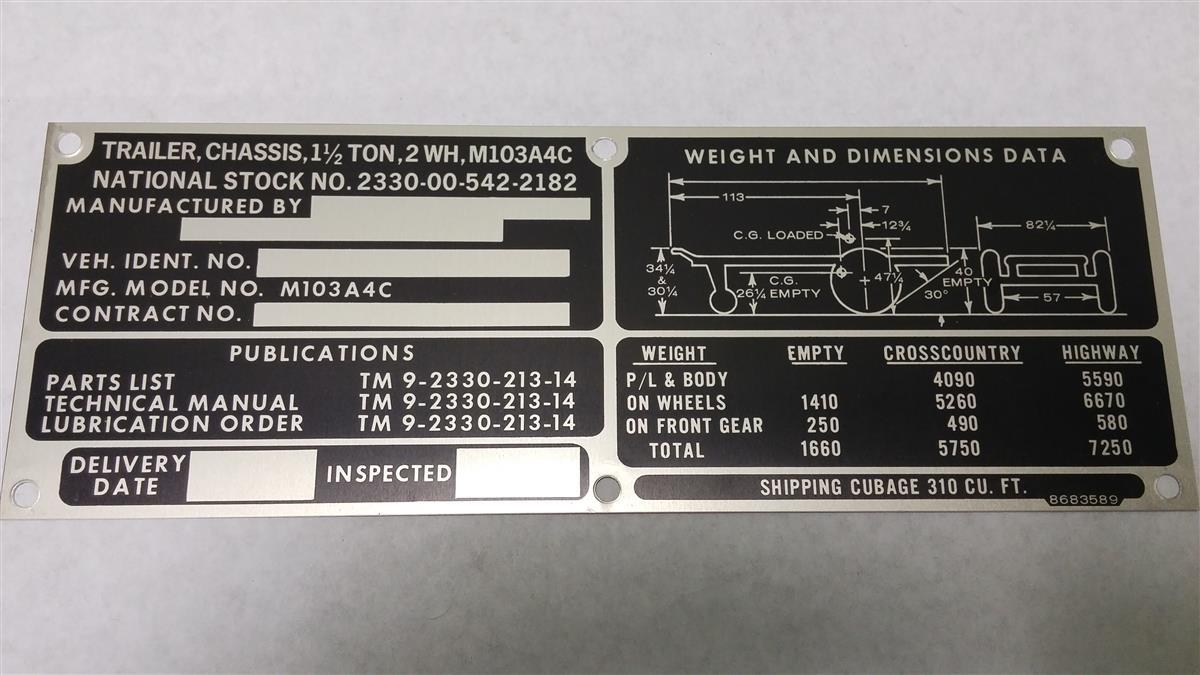 TRAILER, CHASSIS, 1½ TON, 2 WH, M103A4C
NATIONAL STOCK NO. 2330-00-542-2182
MANUFACTURED BY
VEH. IDENT. NO.
MFG. MODEL NO. M103A4C
CONTRACT NO.
PUBLICATIONS
PARTS LIST TM 9-2330-213-14
TECHNICAL MANUAL TM 9-2330-213-14
LUBRICATION ORDER TM 9-2330-213-14
DELIVERY
DATE
INSPECTED
WEIGHT AND DIMENSIONS DATA
113
7
12¾
C.G. LOADED
82¼
34¼
&
30¼
26¼
C.G.
EMPTY
47¼
30°
40
EMPTY
57
WEIGHT EMPTY CROSSCOUNTRY HIGHWAY
P/L & BODY 4090 5590
ON WHEELS 1410 5260 6670
ON FRONT GEAR 250 490 580
TOTAL 1660 5750 7250
SHIPPING CUBAGE 310 CU. FT.
8683589